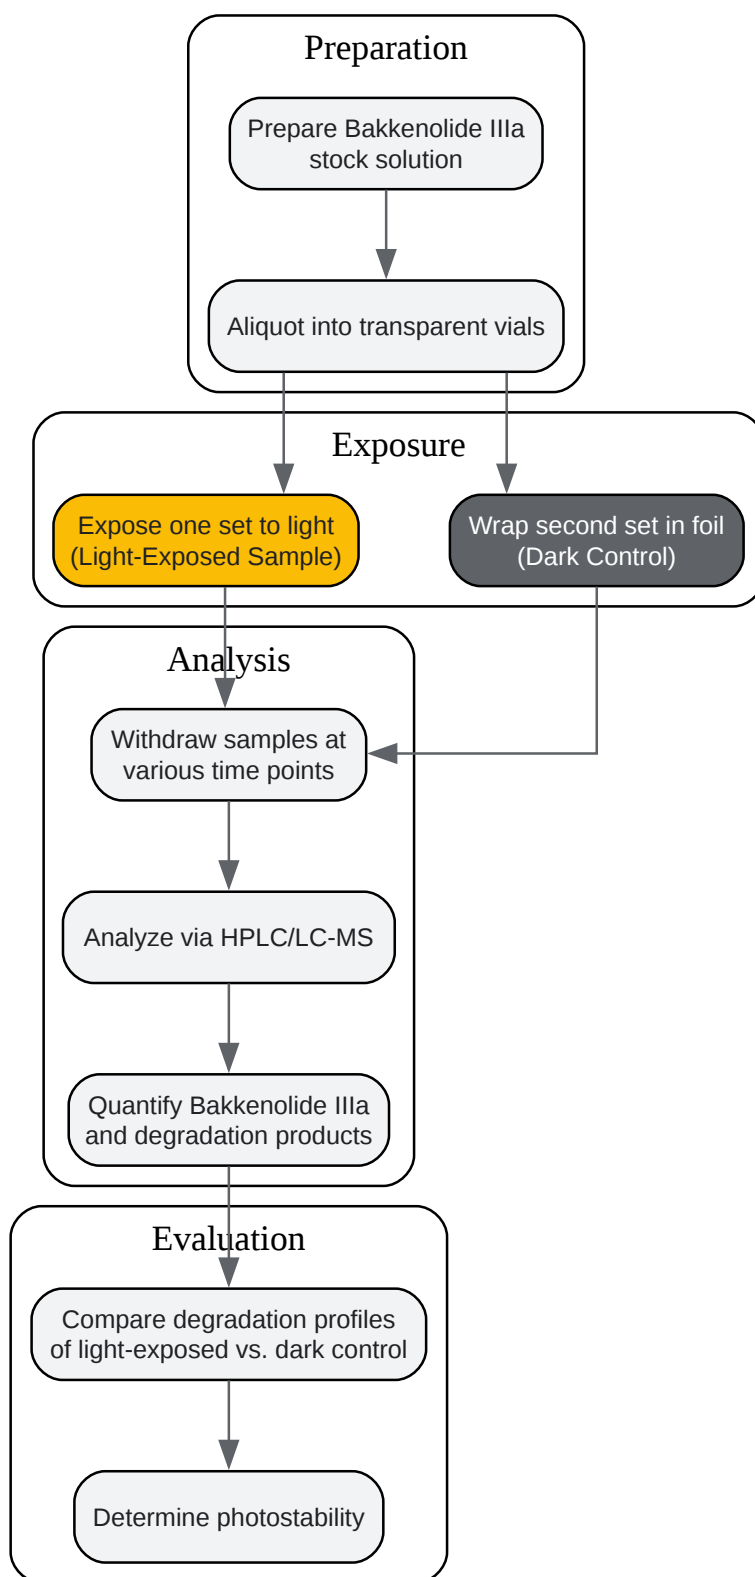 Preparation
Prepare Bakkenolide IIIa
stock solution
Aliquot into transparent vials
Exposure
Expose one set to light
(Light-Exposed Sample)
Wrap second set in foil
(Dark Control)
Analysis
Withdraw samples at
various time points
Analyze via HPLC/LC-MS
Quantify Bakkenolide IIIa
and degradation products
Evaluation
Compare degradation profiles
of light-exposed vs. dark control
Determine photostability